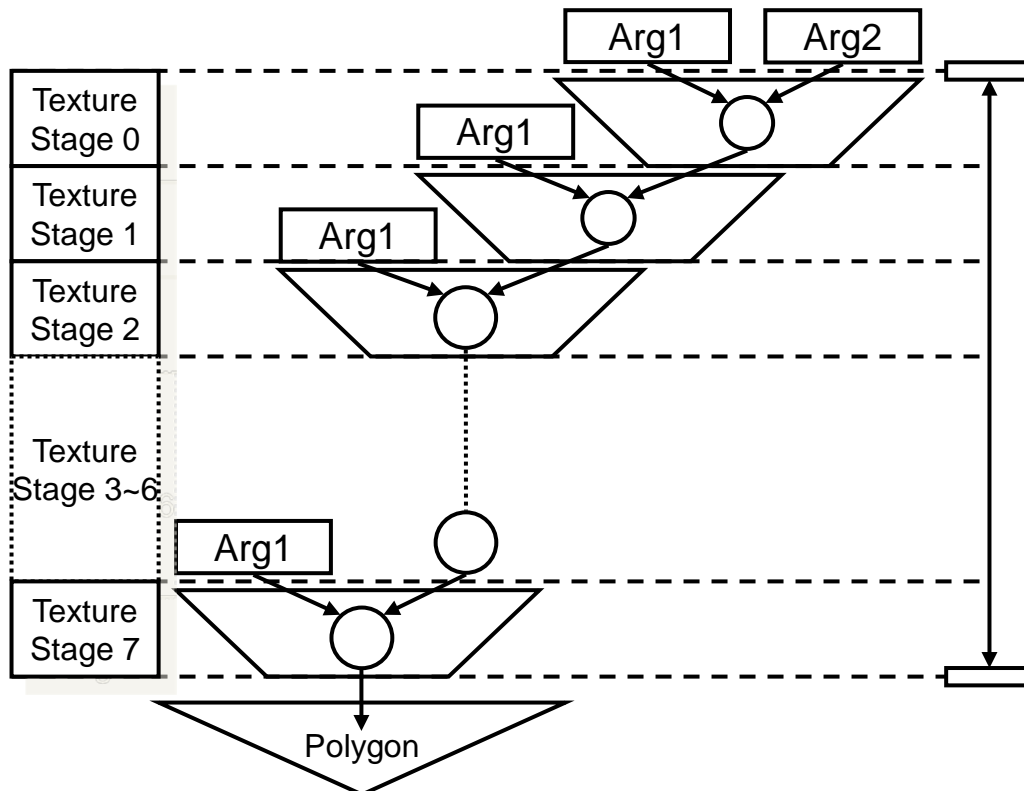 Arg1
Arg2
Texture
Stage 0
Arg1
Texture
Stage 1
Arg1
Texture
Stage 2
Texture
Stage 3~6
Arg1
Texture
Stage 7
Polygon